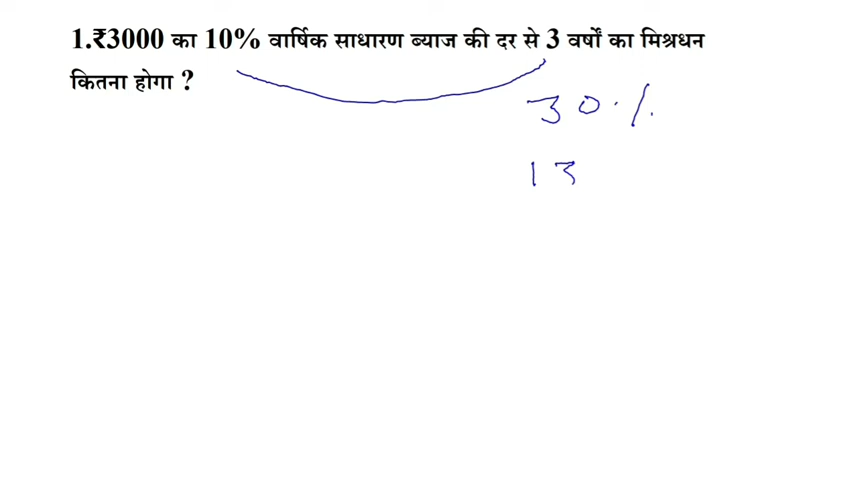 1.₹3000 का 10% वार्षिक साधारण ब्याज की दर से 3 वर्षों का मिश्रधन
कितना होगा ?
30%
13